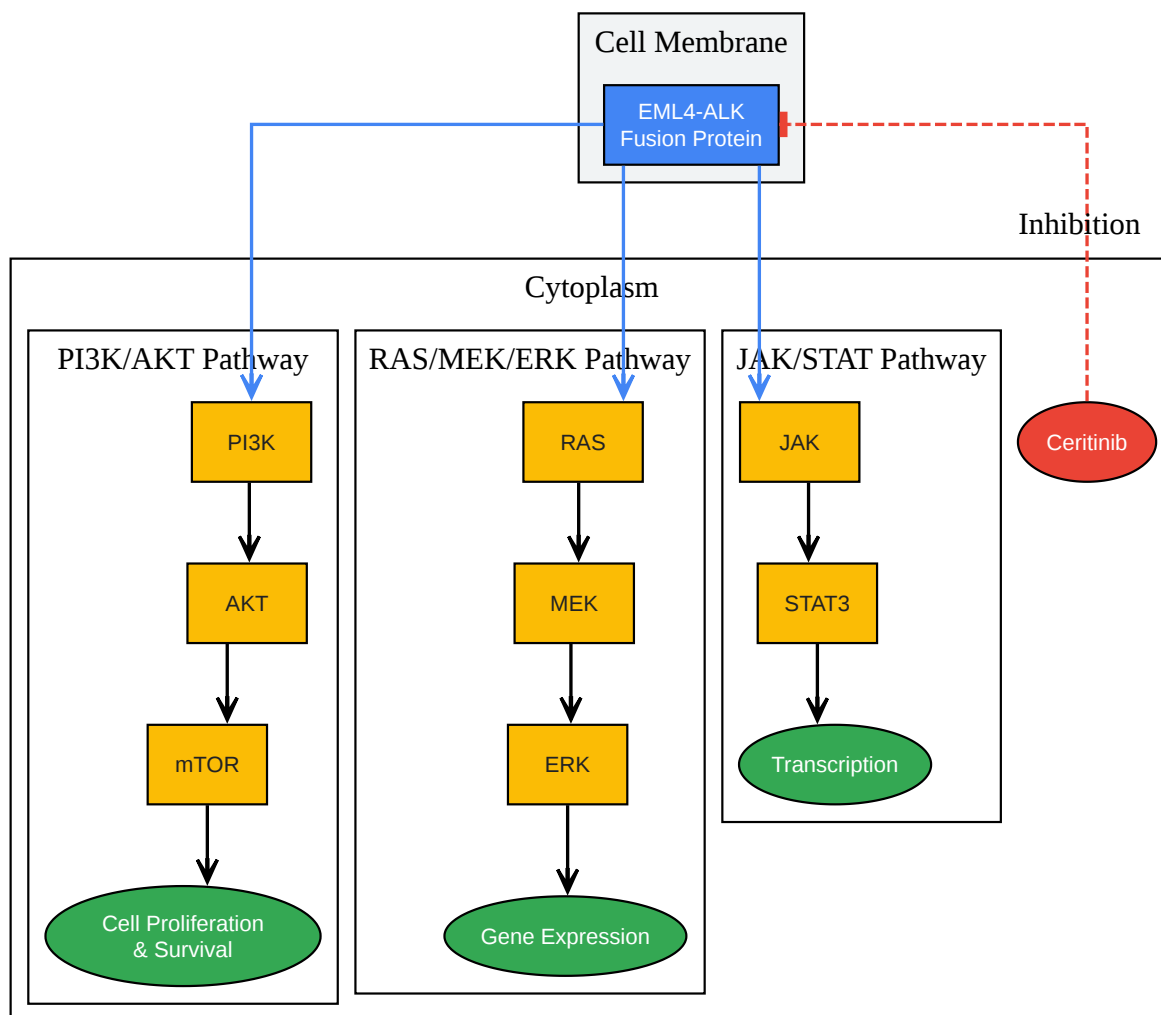 Cell Membrane
EML4-ALK
Fusion Protein
Inhibition
Cytoplasm
PI3K/AKT Pathway
RAS/MEK/ERK Pathway
JAK/STAT Pathway
PI3K
RAS
JAK
Ceritinib
AKT
MEK
STAT3
mTOR
ERK
Transcription
Cell Proliferation
& Survival
Gene Expression